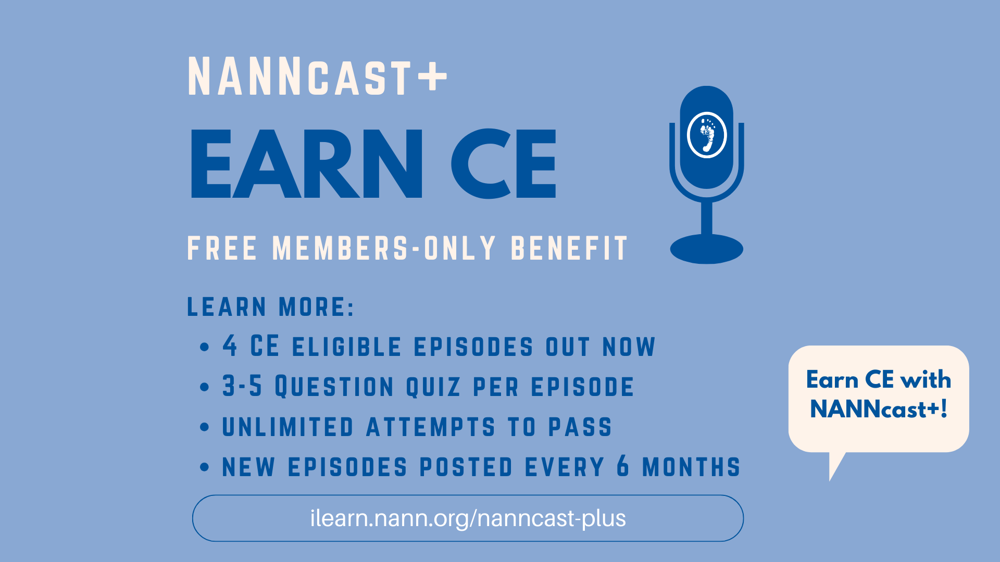 NANNCAST+
EARN CE
FREE MEMBERS-ONLY BENEFIT
LEARN MORE:
• 4 CE ELIGIBLE EPISODES OUT NOW
• 3-5 QUESTION QUIZ PER EPISODE
• UNLIMITED ATTEMPTS TO PASS
• NEW EPISODES POSTED EVERY 6 MONTHS
Earn CE with
NANNcast+!
ilearn.nann.org/nanncast-plus